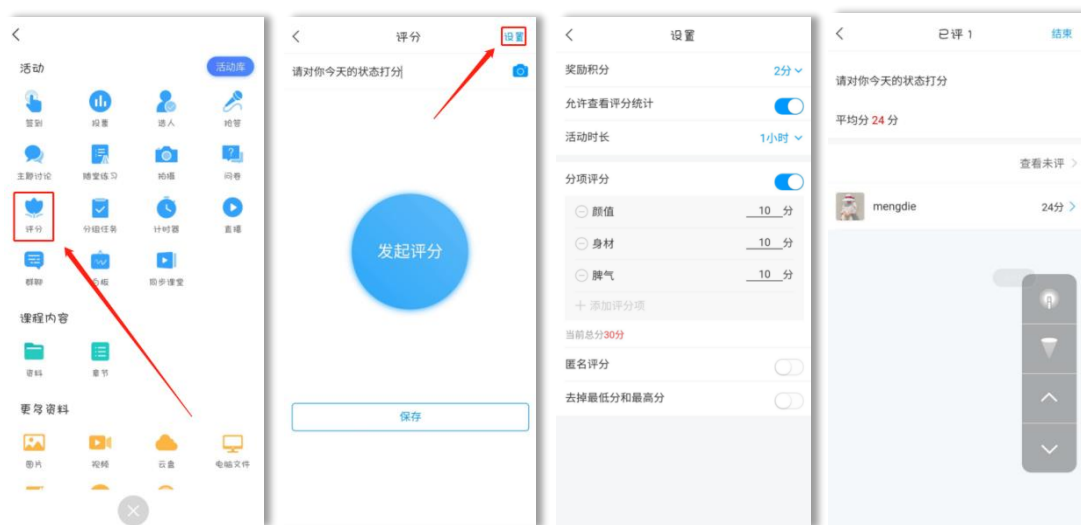 活动
活动库
签到
投票
选人
抢答
主题讨论
随堂练习
拍摄
问卷
评分
分组任务
计时器
直播
群聊
白板
同步课堂
课程内容
资料
章节
更多资料
图片
视频
云盘
电脑文件
评分
设置
请对你今天的状态打分
发起评分
保存
设置
奖励积分 2分
允许查看评分统计
活动时长 1小时
分项评分
颜值 10 分
身材 10 分
脾气 10 分
+ 添加评分项
当前总分30分
匿名评分
去掉最低分和最高分
已评 1
结束
请对你今天的状态打分
平均分 24 分
查看未评
mengdie 24分